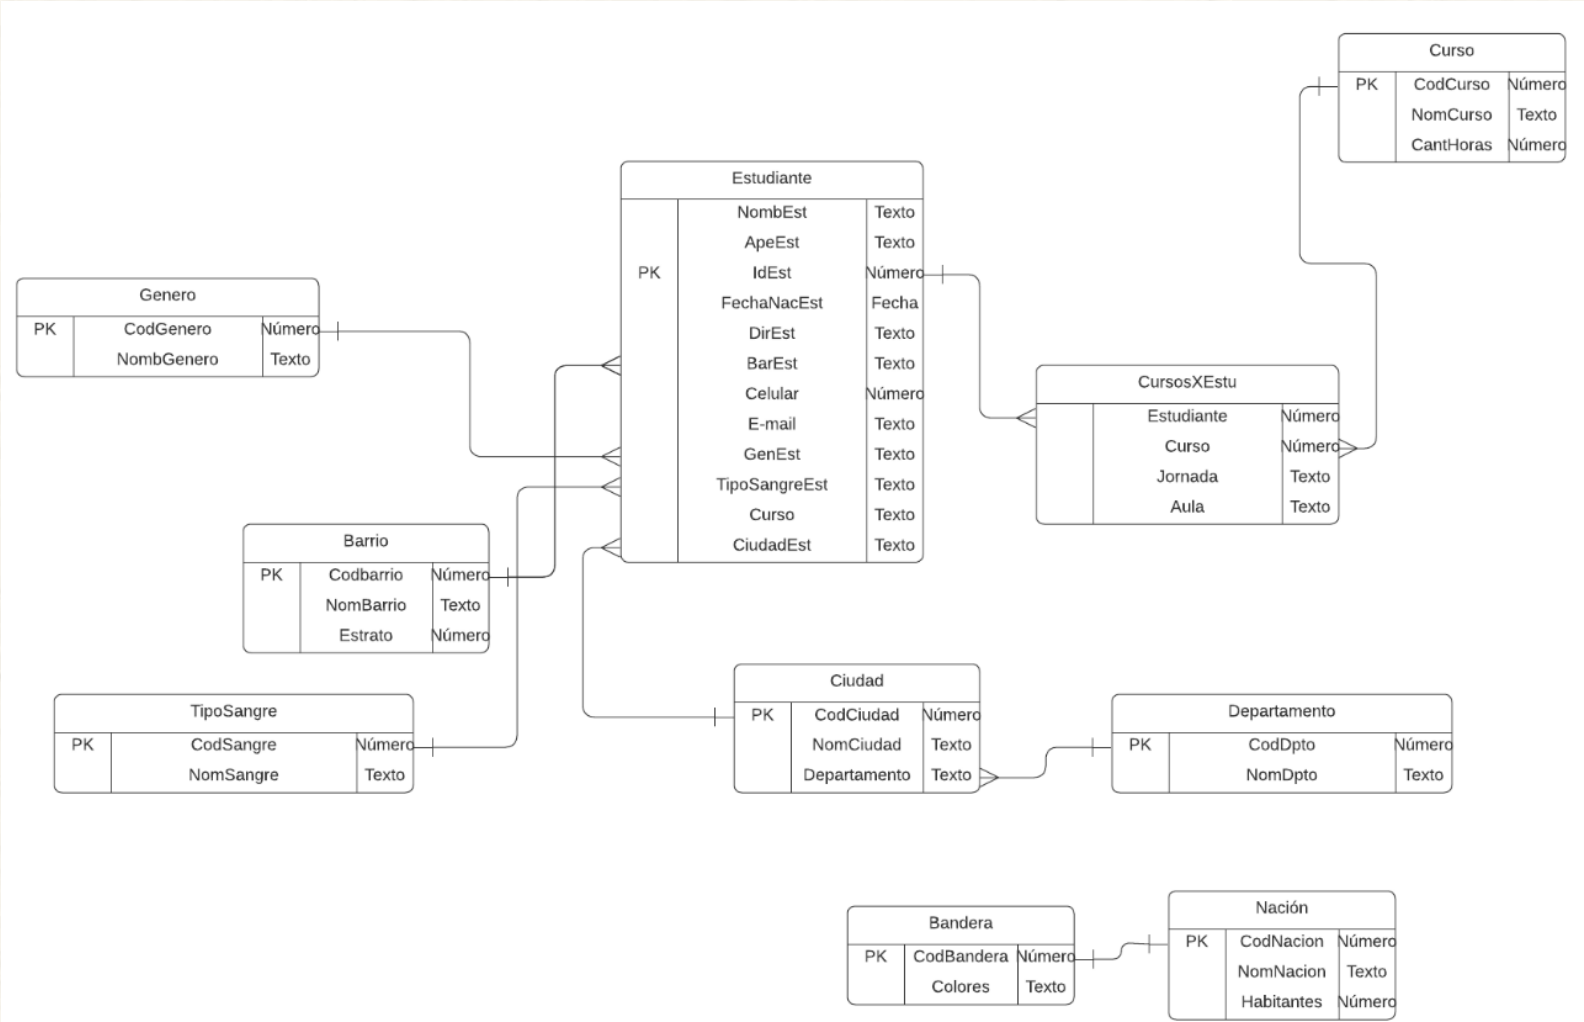 Curso
PK CodCurso Número
NomCurso Texto
CantHoras Número
Estudiante
NombEst Texto
ApeEst Texto
PK IdEst Número
FechaNacEst Fecha
DirEst Texto
BarEst Texto
Celular Número
E-mail Texto
GenEst Texto
TipoSangreEst Texto
Curso Texto
CiudadEst Texto
Genero
PK CodGenero Número
NombGenero Texto
CursosXEstu
Estudiante Número
Curso Número
Jornada Texto
Aula Texto
Barrio
PK Codbarrio Número
NomBarrio Texto
Estrato Número
TipoSangre
PK CodSangre Número
NomSangre Texto
Ciudad
PK CodCiudad Número
NomCiudad Texto
Departamento Texto
Departamento
PK CodDpto Número
NomDpto Texto
Bandera
PK CodBandera Número
Colores Texto
Nación
PK CodNacion Número
NomNacion Texto
Habitantes Número